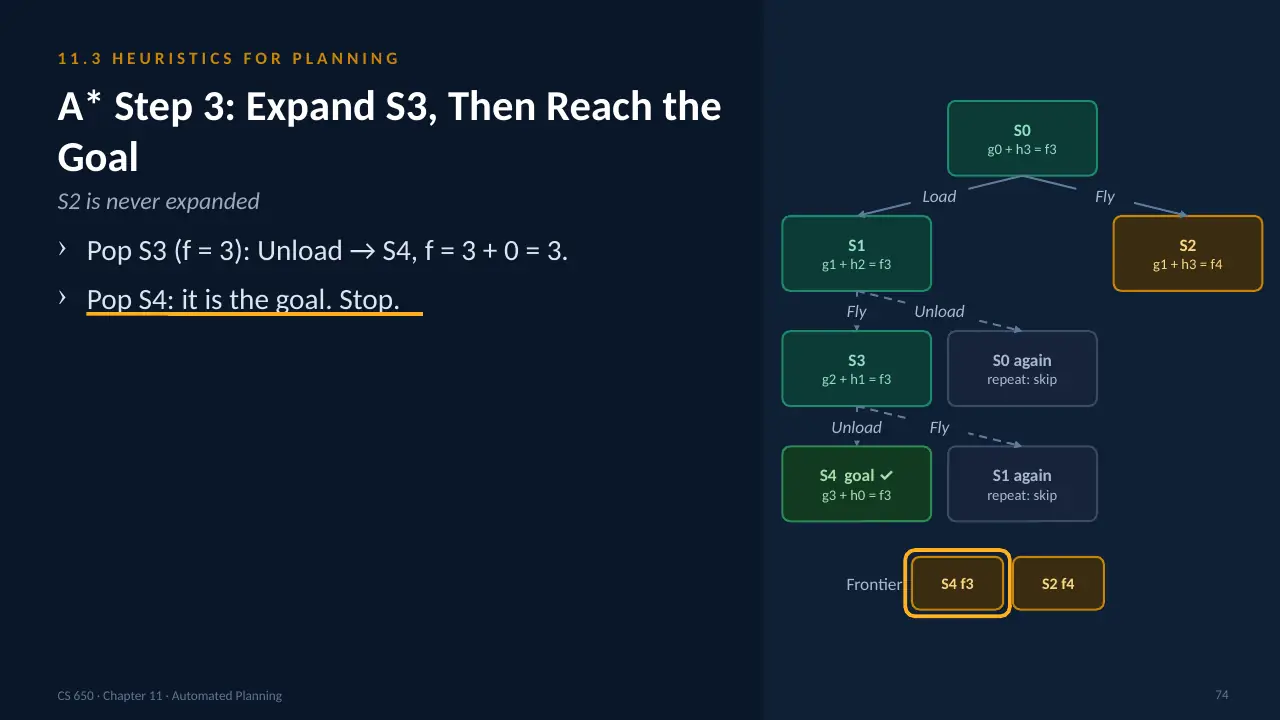 11.3 HEURISTICS FOR PLANNING
A* Step 3: Expand S3, Then Reach the
Goal
S2 is never expanded
› Pop S3 (f = 3): Unload → S4, f = 3 + 0 = 3.
› Pop S4: it is the goal. Stop.
S0
g0 + h3 = f3
Load
Fly
S1
g1 + h2 = f3
S2
g1 + h3 = f4
Fly
Unload
S3
g2 + h1 = f3
S0 again
repeat: skip
Unload
Fly
S4 goal ✓
g3 + h0 = f3
S1 again
repeat: skip
Frontier
S4 f3
S2 f4
CS 650 · Chapter 11 · Automated Planning
74